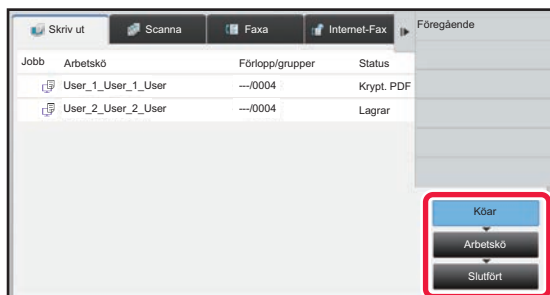 Skriv ut Scanna Faxa Internet-Fax Föregående
Jobb Arbetskö Förlopp/grupper Status
User_1_User_1_User ---/0004 Krypt. PDF
User_2_User_2_User ---/0004 Lagrar
Köar
Arbetskö
Slutfört